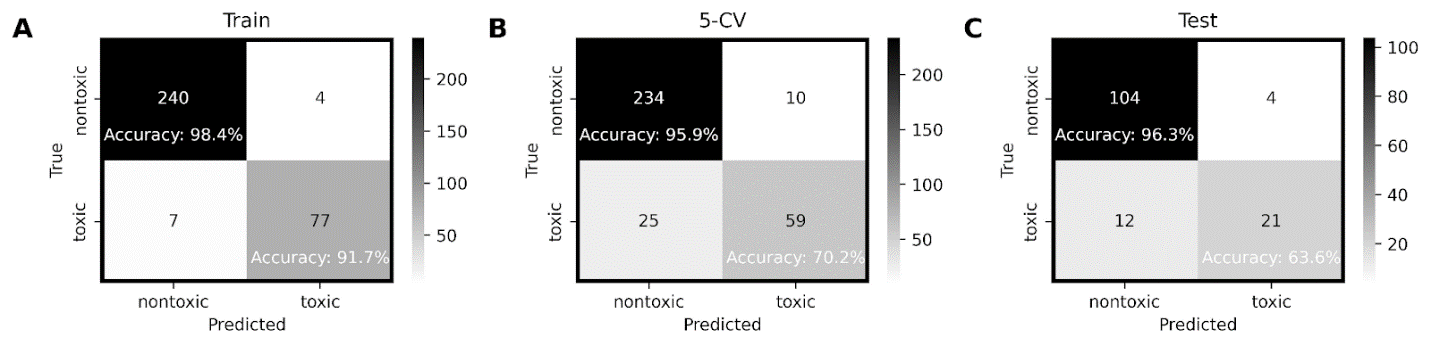 A
Train
nontoxic
240
4
200
Accuracy: 98.4%
150
True
100
toxic
7
77
50
Accuracy: 91.7%
nontoxic
toxic
Predicted
B
5-CV
nontoxic
234
10
200
Accuracy: 95.9%
150
True
100
toxic
25
59
50
Accuracy: 70.2%
nontoxic
toxic
Predicted
C
Test
100
nontoxic
104
4
80
Accuracy: 96.3%
60
True
40
toxic
12
21
20
Accuracy: 63.6%
nontoxic
toxic
Predicted